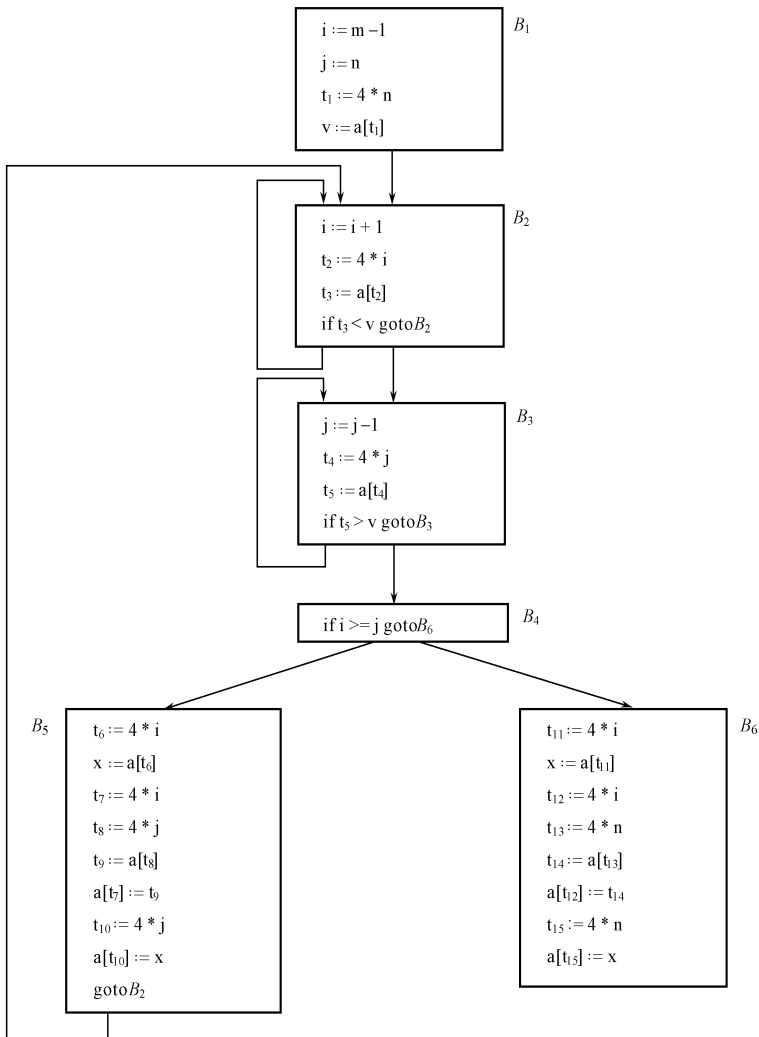 i := m – 1
B₁
j := n
t₁ := 4 * n
v := a[t₁]
i := i + 1
B₂
t₂ := 4 * i
t₃ := a[t₂]
if t₃ < v goto B₂
j := j – 1
B₃
t₄ := 4 * j
t₅ := a[t₄]
if t₅ > v goto B₃
if i >= j goto B₆
B₄
B₅
t₆ := 4 * i
x := a[t₆]
t₇ := 4 * i
t₈ := 4 * j
t₉ := a[t₈]
a[t₇] := t₉
t₁₀ := 4 * j
a[t₁₀] := x
goto B₂
t₁₁ := 4 * i
B₆
x := a[t₁₁]
t₁₂ := 4 * i
t₁₃ := 4 * n
t₁₄ := a[t₁₃]
a[t₁₂] := t₁₄
t₁₅ := 4 * n
a[t₁₅] := x